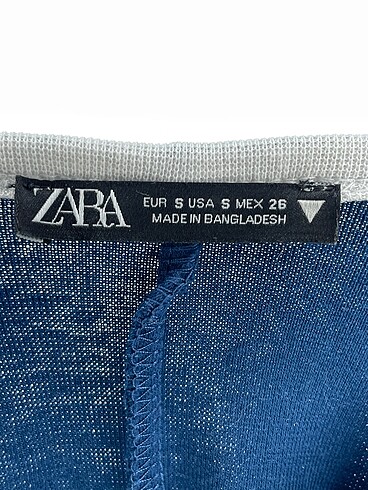 ZARA
EUR S USA S MEX 26
MADE IN BANGLADESH